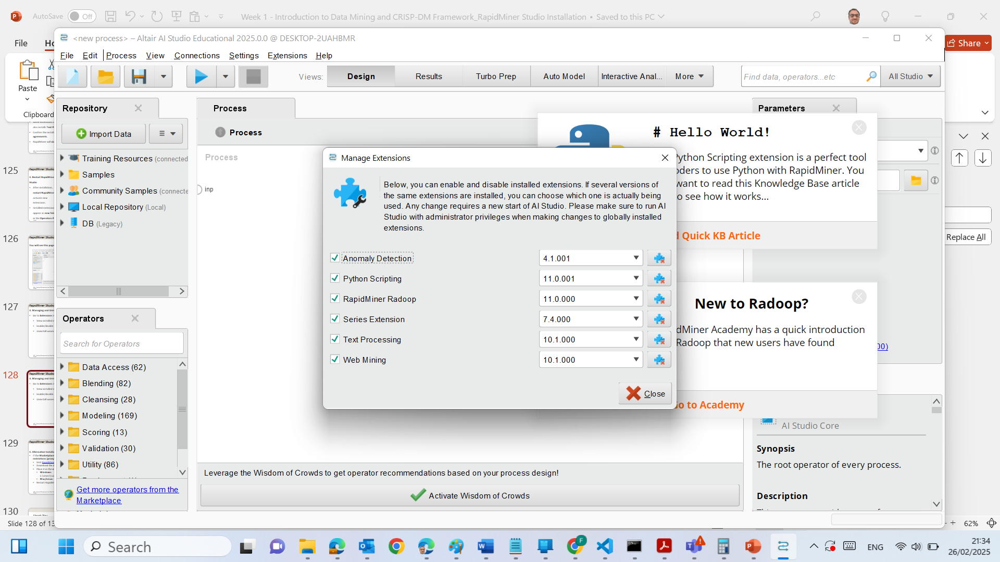 AutoSave Off
Week 1 - Introduction to Data Mining and CRISP-DM Framework_RapidMiner Studio Installation • Saved to this PC
File
Share
Paste
Clipboard
<new process> – Altair AI Studio Educational 2025.0.0 @ DESKTOP-2UAHBMR
File Edit Process View Connections Settings Extensions Help
Views: Design Results Turbo Prep Auto Model Interactive Anal... More
Find data, operators...etc
All Studio
Repository
Import Data
Training Resources (connected
Samples
Community Samples (connecte
Local Repository (Local)
DB (Legacy)
Operators
Search for Operators
Data Access (62)
Blending (82)
Cleansing (28)
Modeling (169)
Scoring (13)
Validation (30)
Utility (86)
Get more operators from the
Marketplace
Process
Process
Process
inp
Leverage the Wisdom of Crowds to get operator recommendations based on your process design!
Activate Wisdom of Crowds
Manage Extensions
Below, you can enable and disable installed extensions. If several versions of
the same extensions are installed, you can choose which one is actually being
used. Any change requires a new start of AI Studio. Please make sure to run AI
Studio with administrator privileges when making changes to globally installed
extensions.
Anomaly Detection 4.1.001
Python Scripting 11.0.001
RapidMiner Radoop 11.0.000
Series Extension 7.4.000
Text Processing 10.1.000
Web Mining 10.1.000
Close
Parameters
# Hello World!
Python Scripting extension is a perfect tool
oders to use Python with RapidMiner. You
want to read this Knowledge Base article
o see how it works...
Quick KB Article
New to Radoop?
dMiner Academy has a quick introduction
Radoop that new users have found
o to Academy
00)
AI Studio Core
Synopsis
The root operator of every process.
Description
Replace All
125
126
127
128
129
130
Slide 128 of 13
62%
Search
ENG
21:34
26/02/2025